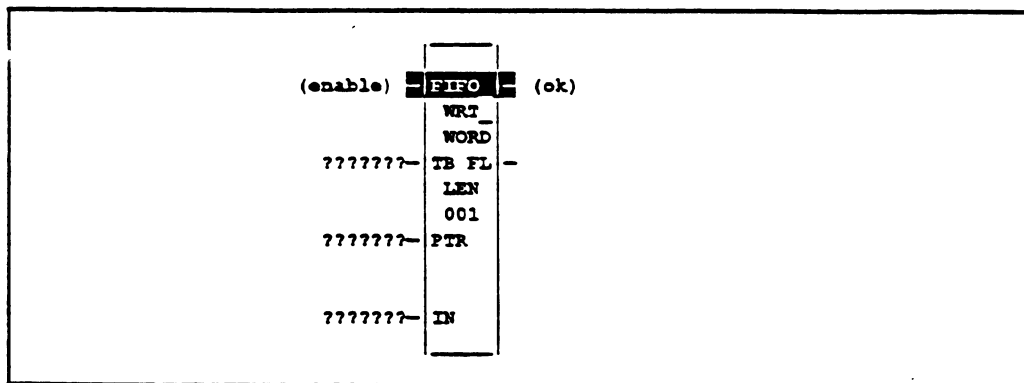 (enable) FIFO (ok)
WRT_
WORD
??????? TB FL
LEN
001
??????? PTR
??????? IN